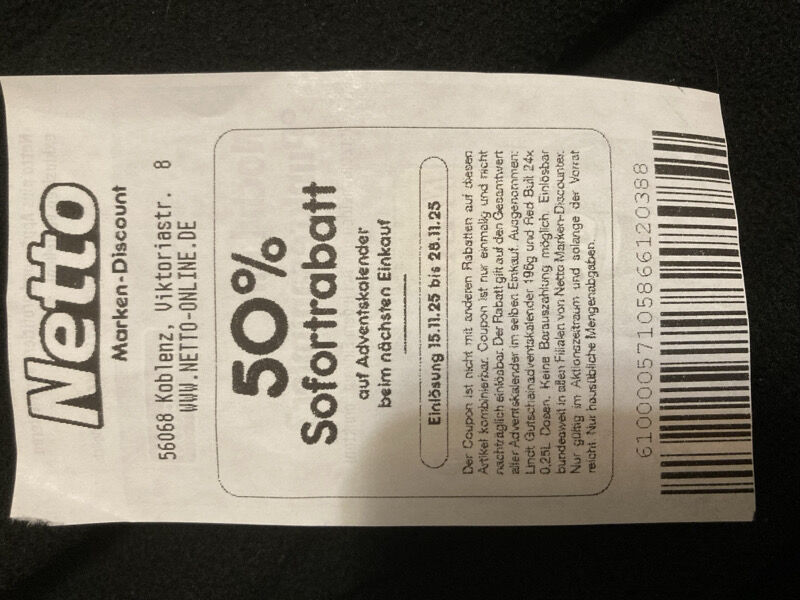 Netto
Marken-Discount
56068 Koblenz, Viktoriastr. 8
WWW.NETTO-ONLINE.DE
50%
Sofortrabatt
auf Adventskalender
beim nächsten Einkauf
Einlösung 15.11.25 bis 28.11.25
Der Coupon ist nicht mit anderen Rabatten auf diesen
Artikel kombinierbar. Coupon ist nur einmalig und nicht
nachträglich einlösbar. Der Rabatt gilt auf den Gesamtwert
aller Adventskalender im selben Einkauf. Ausgenommen:
Lindt Gutscheinadventskalender 196g und Red Bull 24x
0,25L Dosen. Keine Barauszahlung möglich. Einlösbar
bundesweit in allen Filialen von Netto Marken-Discounter.
Nur gültig im Aktionszeitraum und solange der Vorrat
reicht. Nur haushaltsübliche Mengenabgaben.
6100005710586612038​8